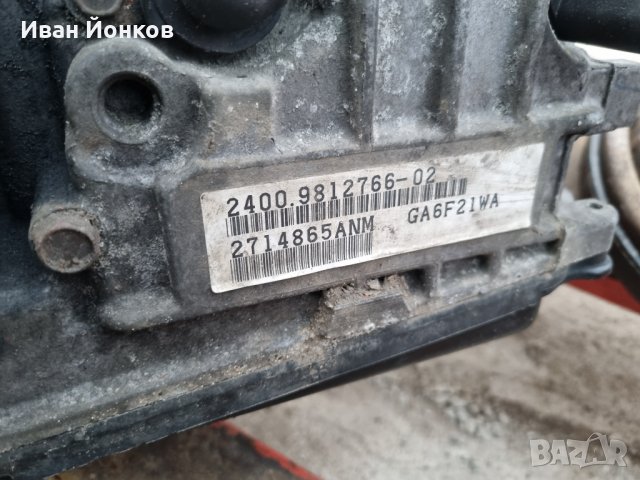 Иван Йонков
2400.9812766-02
2714865ANM GA6F21WA
BAZAR